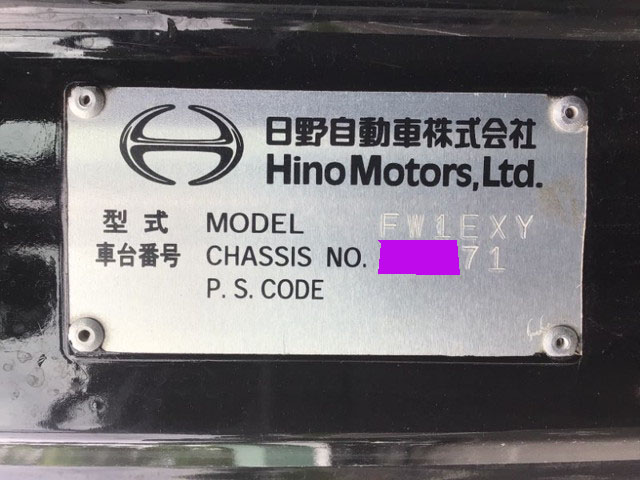 日野自動車株式会社
Hino Motors, Ltd.
型式 MODEL FW1EXY
車台番号 CHASSIS NO. 71
P. S. CODE